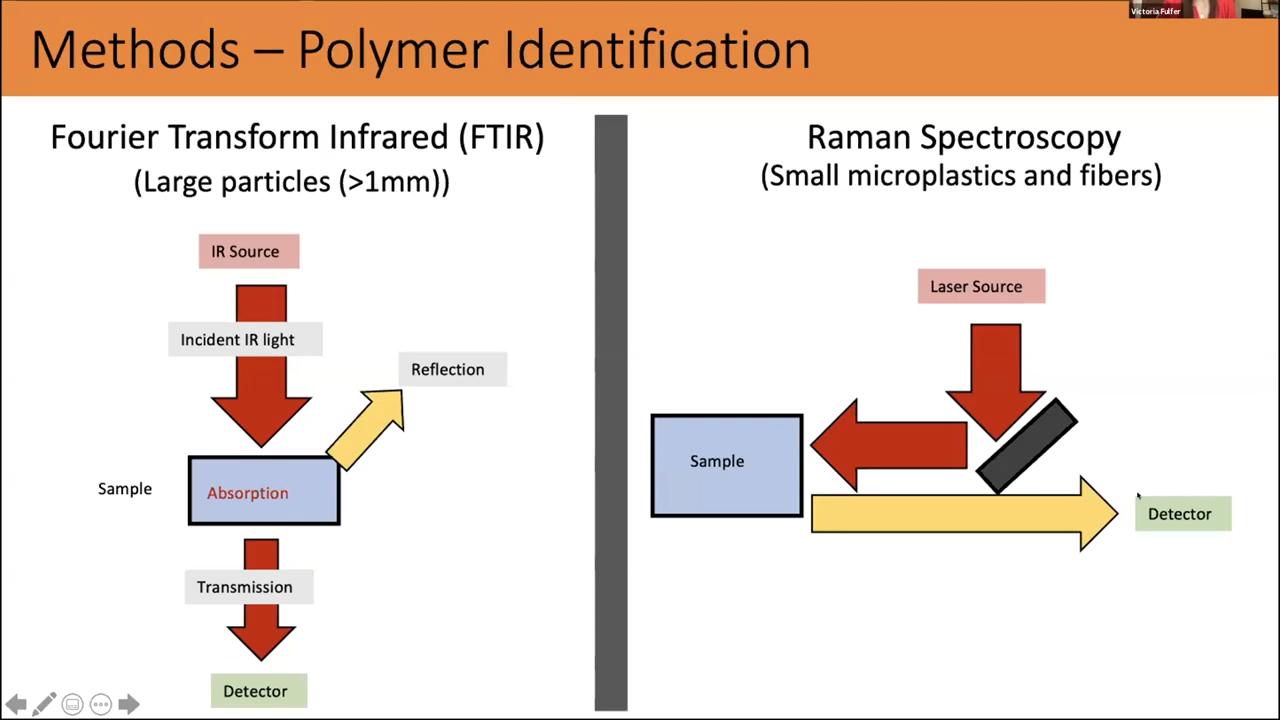 Victoria Fulfer
Methods – Polymer Identification
Fourier Transform Infrared (FTIR)
(Large particles (>1mm))
IR Source
Incident IR light
Reflection
Sample
Absorption
Transmission
Detector
Raman Spectroscopy
(Small microplastics and fibers)
Laser Source
Sample
Detector